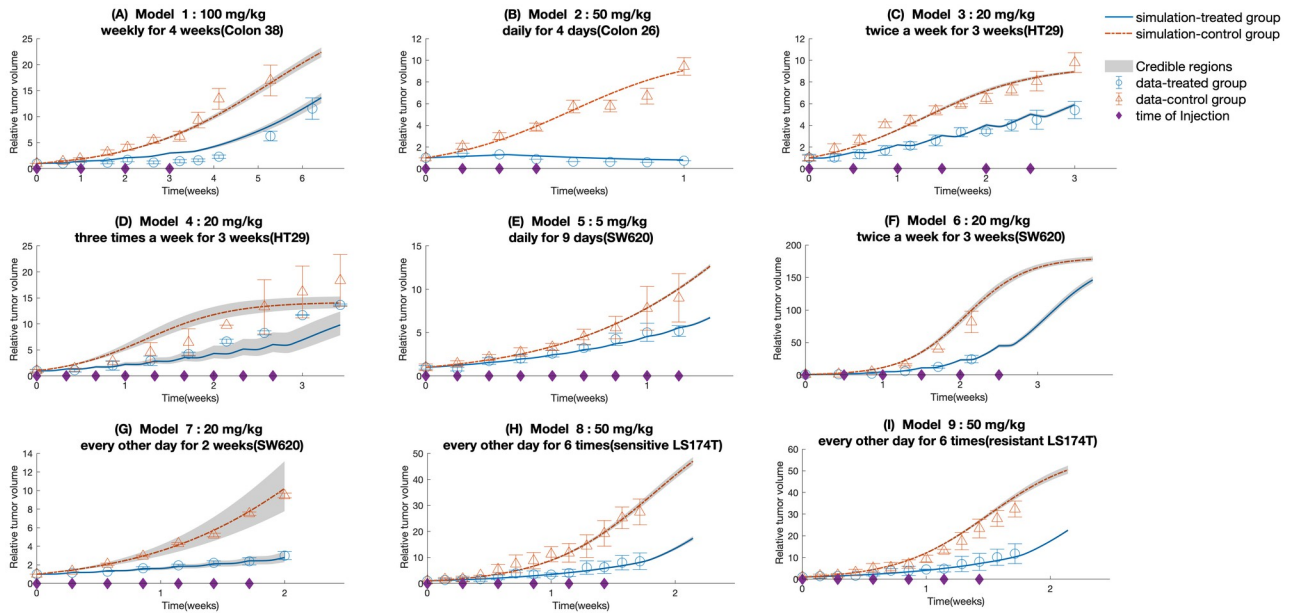 (A) Model 1 : 100 mg/kg
weekly for 4 weeks(Colon 38)
25
20
15
10
5
0
Relative tumor volume
0 1 2 3 4 5 6
Time(weeks)
(B) Model 2 : 50 mg/kg
daily for 4 days(Colon 26)
12
10
8
6
4
2
0
Relative tumor volume
0 1
Time(weeks)
(C) Model 3 : 20 mg/kg
twice a week for 3 weeks(HT29)
12
10
8
6
4
2
0
Relative tumor volume
0 1 2 3
Time(weeks)
simulation-treated group
simulation-control group
Credible regions
data-treated group
data-control group
time of Injection
(D) Model 4 : 20 mg/kg
three times a week for 3 weeks(HT29)
25
20
15
10
5
0
Relative tumor volume
0 1 2 3
Time(weeks)
(E) Model 5 : 5 mg/kg
daily for 9 days(SW620)
15
10
5
0
Relative tumor volume
0 1
Time(weeks)
(F) Model 6 : 20 mg/kg
twice a week for 3 weeks(SW620)
200
150
100
50
0
Relative tumor volume
0 1 2 3
Time(weeks)
(G) Model 7 : 20 mg/kg
every other day for 2 weeks(SW620)
14
12
10
8
6
4
2
0
Relative tumor volume
0 1 2
Time(weeks)
(H) Model 8 : 50 mg/kg
every other day for 6 times(sensitive LS174T)
50
40
30
20
10
0
Relative tumor volume
0 1 2
Time(weeks)
(I) Model 9 : 50 mg/kg
every other day for 6 times(resistant LS174T)
60
50
40
30
20
10
0
Relative tumor volume
0 1 2
Time(weeks)